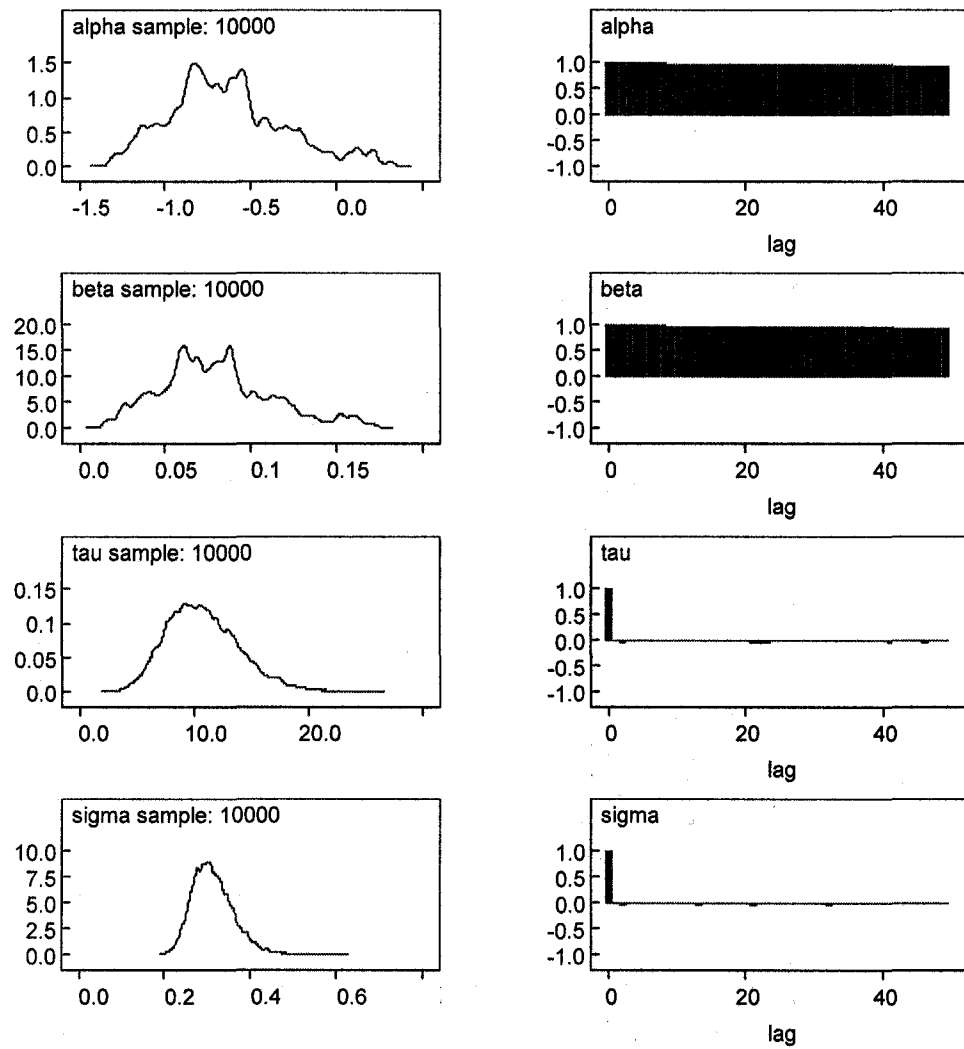 alpha sample: 10000
1.5
1.0
0.5
0.0
-1.5 -1.0 -0.5 0.0
alpha
1.0
0.5
0.0
-0.5
-1.0
0 20 40
lag
beta sample: 10000
20.0
15.0
10.0
5.0
0.0
0.0 0.05 0.1 0.15
beta
1.0
0.5
0.0
-0.5
-1.0
0 20 40
lag
tau sample: 10000
0.15
0.1
0.05
0.0
0.0 10.0 20.0
tau
1.0
0.5
0.0
-0.5
-1.0
0 20 40
lag
sigma sample: 10000
10.0
7.5
5.0
2.5
0.0
0.0 0.2 0.4 0.6
sigma
1.0
0.5
0.0
-0.5
-1.0
0 20 40
lag